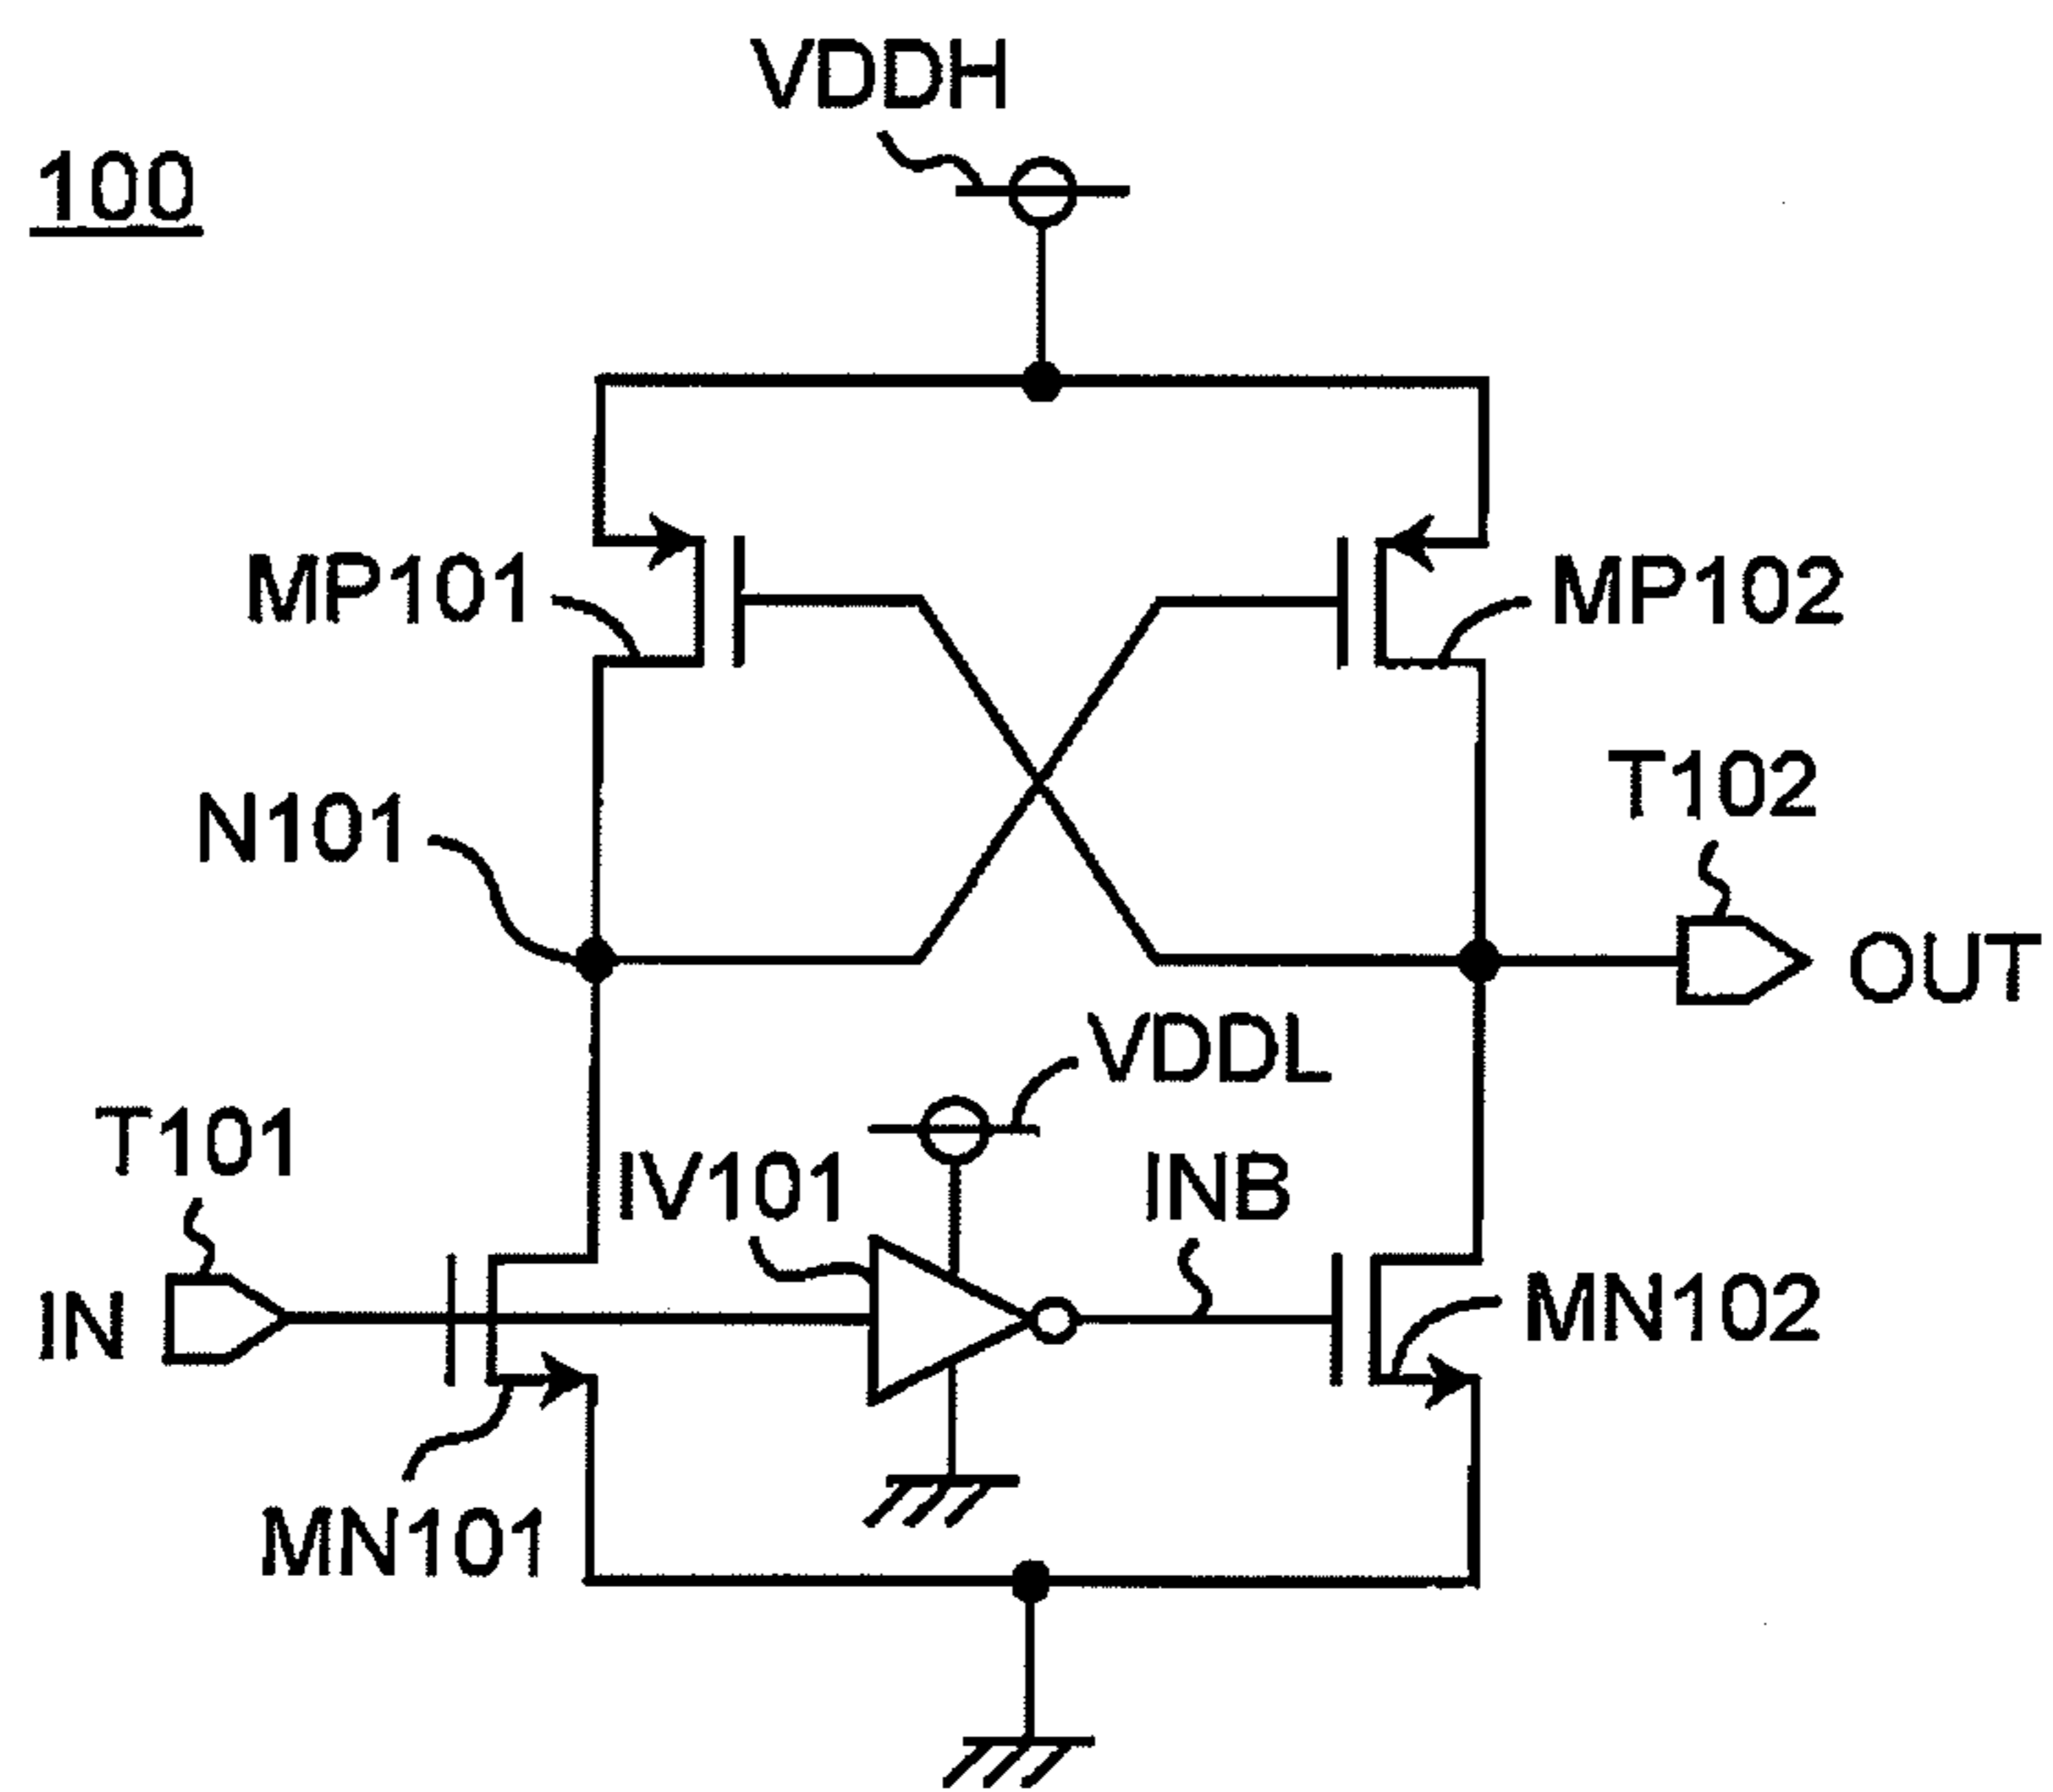 VDDH
100
MP101
MP102
T102
N101
OUT
VDDL
T101
IV101
INB
IN
MN102
MN101